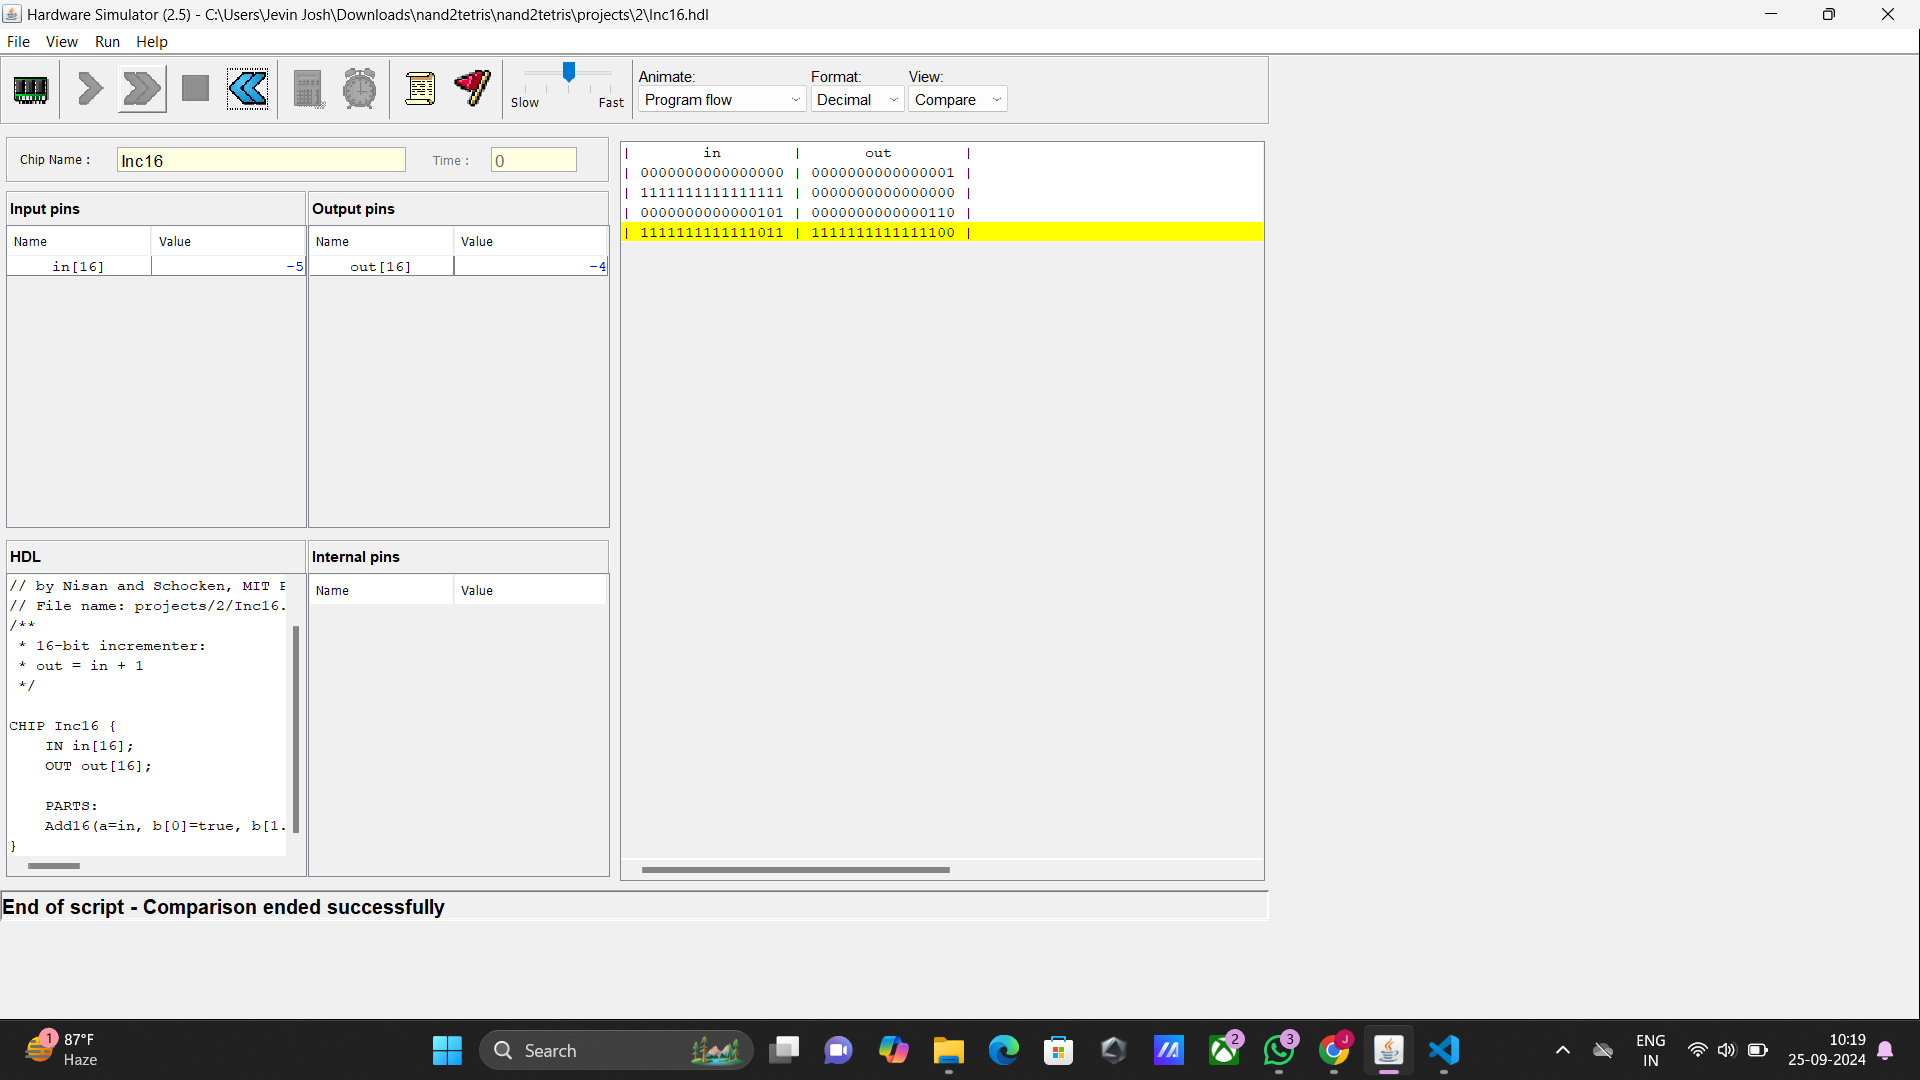 Hardware Simulator (2.5) - C:\Users\Jevin Josh\Downloads\nand2tetris\nand2tetris\projects\2\Inc16.hdl
File View Run Help
Slow Fast
Animate: Format: View:
Program flow Decimal Compare
Chip Name : Inc16 Time : 0
Input pins
Name Value
in[16] -5
Output pins
Name Value
out[16] -4
| in | out |
| 0000000000000000 | 0000000000000001 |
| 1111111111111111 | 0000000000000000 |
| 0000000000000101 | 0000000000000110 |
| 1111111111111011 | 1111111111111100 |
HDL
// by Nisan and Schocken, MIT P
// File name: projects/2/Inc16.
/**
* 16-bit incrementer:
* out = in + 1
*/
CHIP Inc16 {
IN in[16];
OUT out[16];
PARTS:
Add16(a=in, b[0]=true, b[1.
}
Internal pins
Name Value
End of script - Comparison ended successfully
1
87°F
Haze
Search
2
3
J
ENG
IN
10:19
25-09-2024